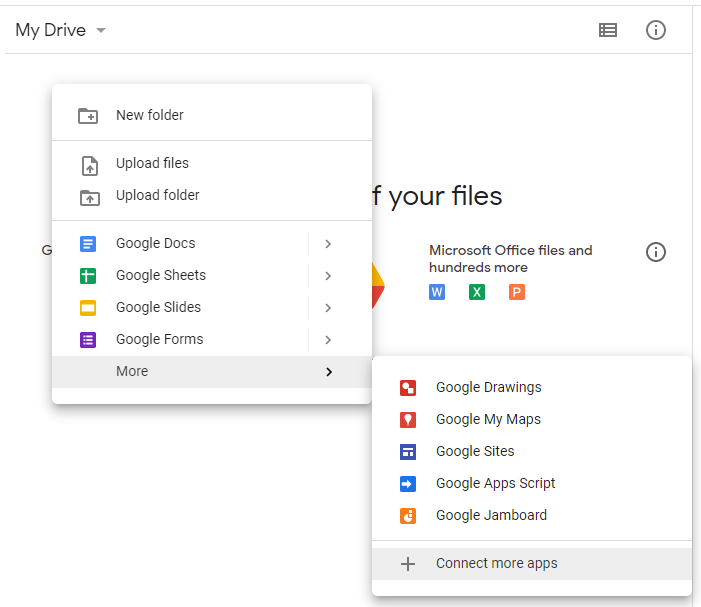 My Drive
New folder
Upload files
Upload folder
f your files
G
Google Docs
Google Sheets
Google Slides
Google Forms
More
Microsoft Office files and
hundreds more
W X P
Google Drawings
Google My Maps
Google Sites
Google Apps Script
Google Jamboard
Connect more apps